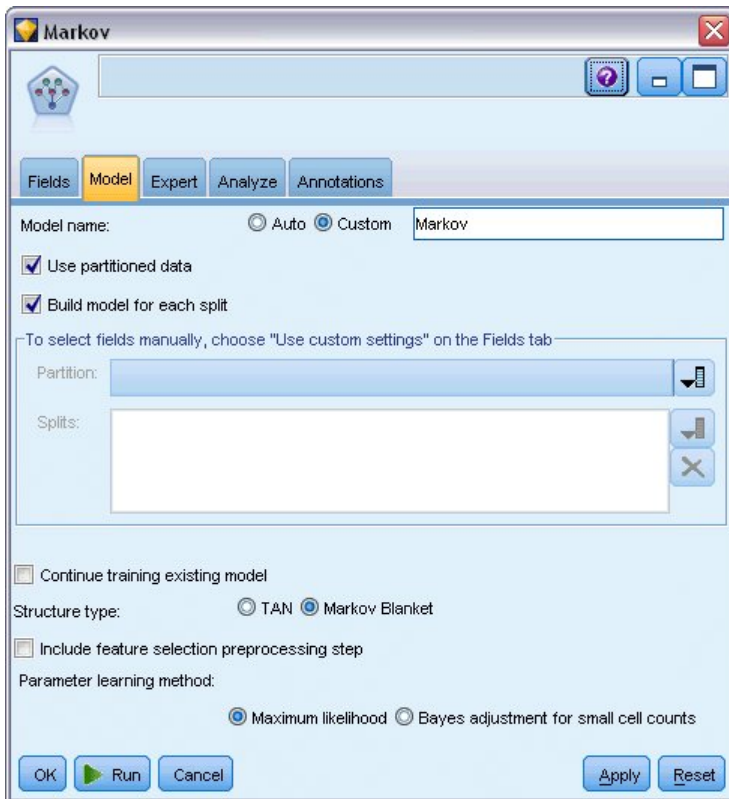 Markov
Fields Model Expert Analyze Annotations
Model name: Auto Custom Markov
Use partitioned data
Build model for each split
To select fields manually, choose "Use custom settings" on the Fields tab
Partition:
Splits:
Continue training existing model
Structure type: TAN Markov Blanket
Include feature selection preprocessing step
Parameter learning method:
Maximum likelihood Bayes adjustment for small cell counts
OK Run Cancel Apply Reset